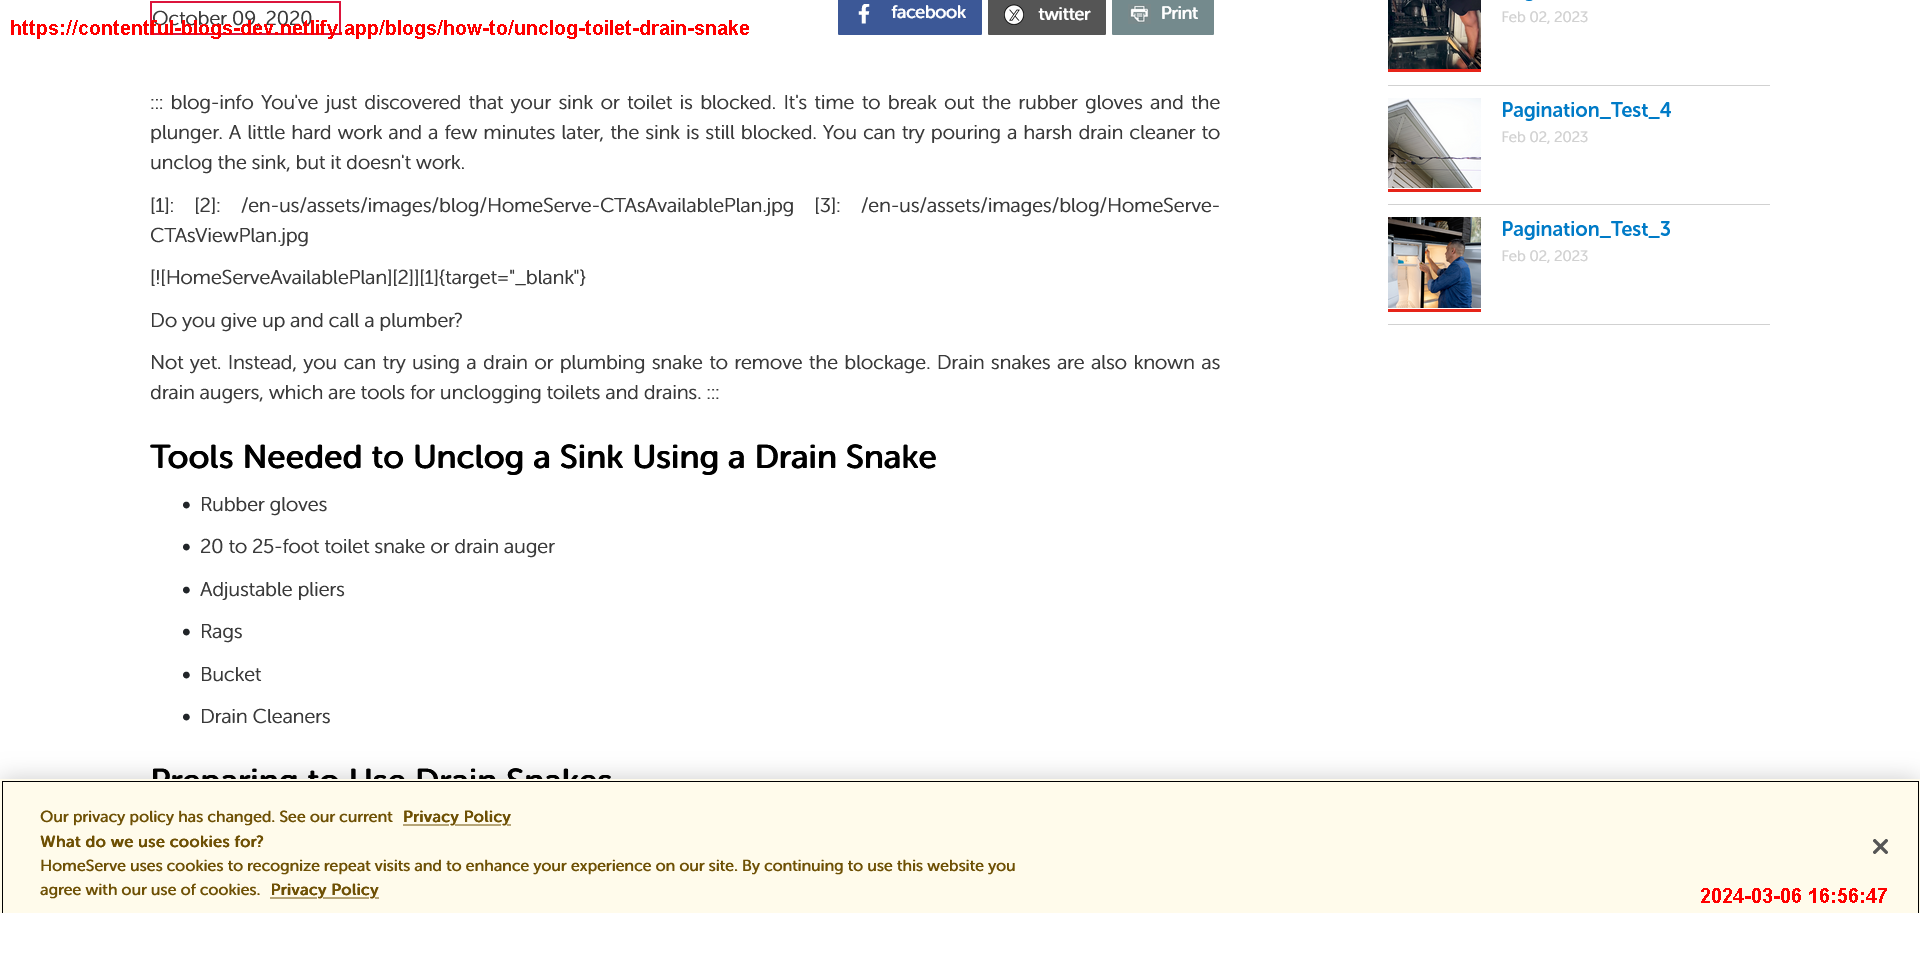 October 09, 2020
https://contentful-blogs-dev.netlify.app/blogs/how-to/unclog-toilet-drain-snake
facebook
twitter
Print
::: blog-info You've just discovered that your sink or toilet is blocked. It's time to break out the rubber gloves and the
plunger. A little hard work and a few minutes later, the sink is still blocked. You can try pouring a harsh drain cleaner to
unclog the sink, but it doesn't work.
[1]: [2]: /en-us/assets/images/blog/HomeServe-CTAsAvailablePlan.jpg [3]: /en-us/assets/images/blog/HomeServe-
CTAsViewPlan.jpg
[![HomeServeAvailablePlan][2]][1]{target="_blank"}
Do you give up and call a plumber?
Not yet. Instead, you can try using a drain or plumbing snake to remove the blockage. Drain snakes are also known as
drain augers, which are tools for unclogging toilets and drains. :::
Tools Needed to Unclog a Sink Using a Drain Snake
• Rubber gloves
• 20 to 25-foot toilet snake or drain auger
• Adjustable pliers
• Rags
• Bucket
• Drain Cleaners
Preparing to Use Drain Snakes
Feb 02, 2023
Pagination_Test_4
Feb 02, 2023
Pagination_Test_3
Feb 02, 2023
Our privacy policy has changed. See our current Privacy Policy
What do we use cookies for?
HomeServe uses cookies to recognize repeat visits and to enhance your experience on our site. By continuing to use this website you
agree with our use of cookies. Privacy Policy
2024-03-06 16:56:47